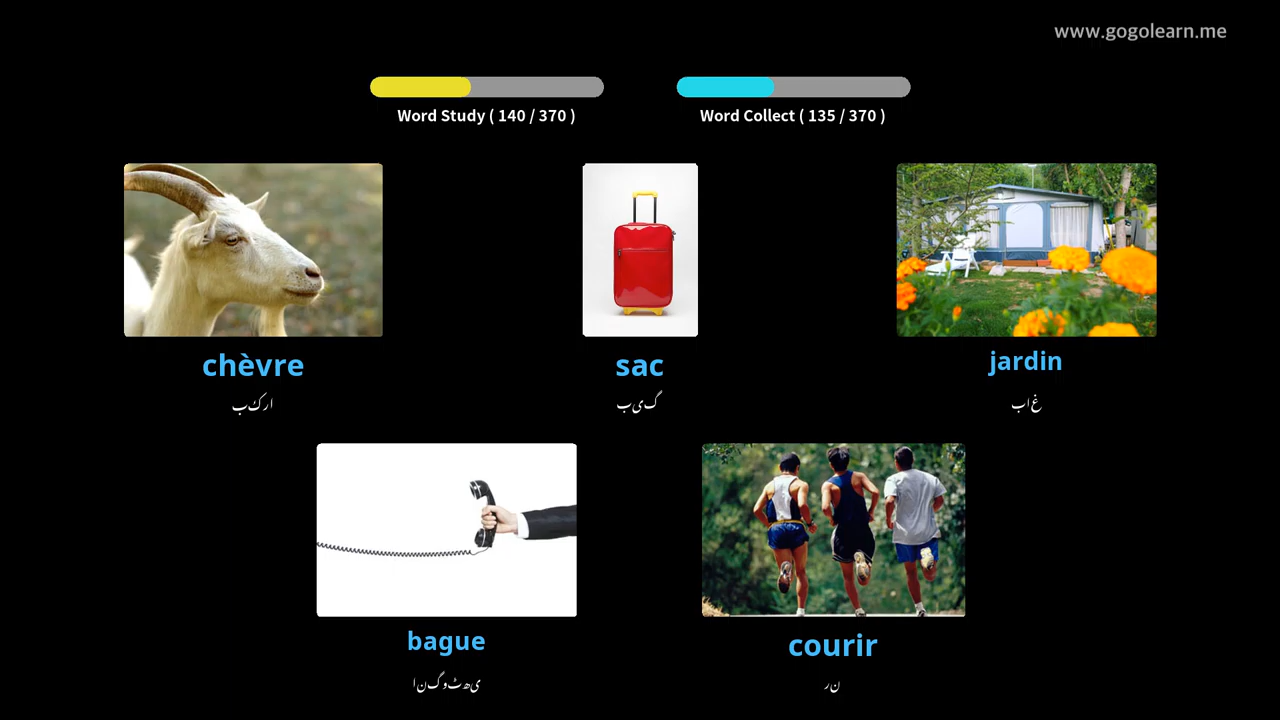 www.gogolearn.me
Word Study ( 140 / 370 )
Word Collect ( 135 / 370 )
chèvre
ارکب
sac
گیب
jardin
غاب
bague
یھٹوگنا
courir
نر